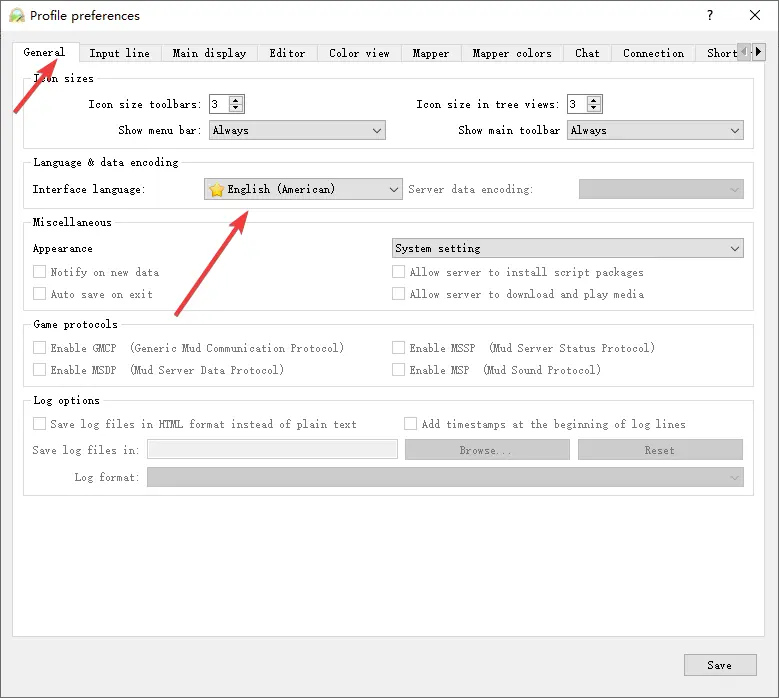 Profile preferences
General Input line Main display Editor Color view Mapper Mapper colors Chat Connection Short
Icon sizes
Icon size toolbars: 3 Icon size in tree views: 3
Show menu bar: Always Show main toolbar Always
Language & data encoding
Interface language: English (American) Server data encoding:
Miscellaneous
Appearance System setting
Notify on new data Allow server to install script packages
Auto save on exit Allow server to download and play media
Game protocols
Enable GMCP (Generic Mud Communication Protocol) Enable MSSP (Mud Server Status Protocol)
Enable MSDP (Mud Server Data Protocol) Enable MSP (Mud Sound Protocol)
Log options
Save log files in HTML format instead of plain text Add timestamps at the beginning of log lines
Save log files in: Browse... Reset
Log format:
Save